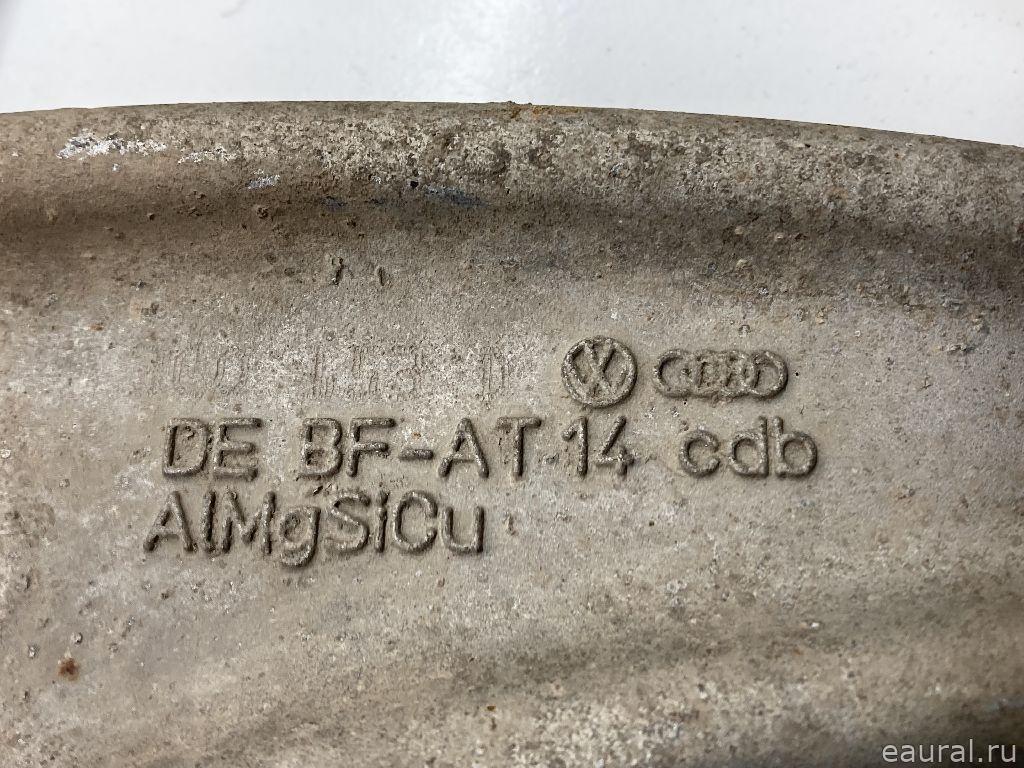 DE BF-AT 14 cdb
AlMgSiCu
eaural.ru